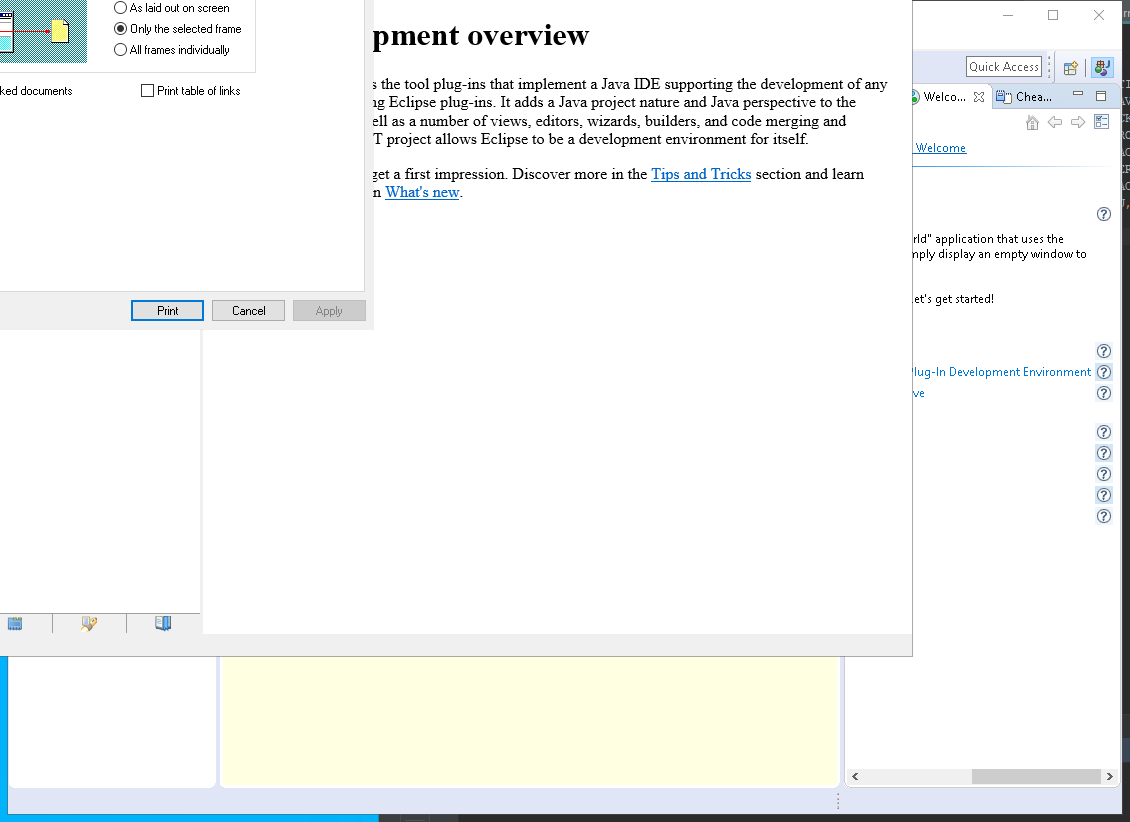 As laid out on screen
Only the selected frame
All frames individually
ked documents
Print table of links
Print
Cancel
Apply
pment overview
s the tool plug-ins that implement a Java IDE supporting the development of any
ng Eclipse plug-ins. It adds a Java project nature and Java perspective to the
ell as a number of views, editors, wizards, builders, and code merging and
T project allows Eclipse to be a development environment for itself.
get a first impression. Discover more in the Tips and Tricks section and learn
n What's new.
Quick Access
Welco...
Chea...
Welcome
rld" application that uses the
mply display an empty window to
et's get started!
Plug-In Development Environment
ve